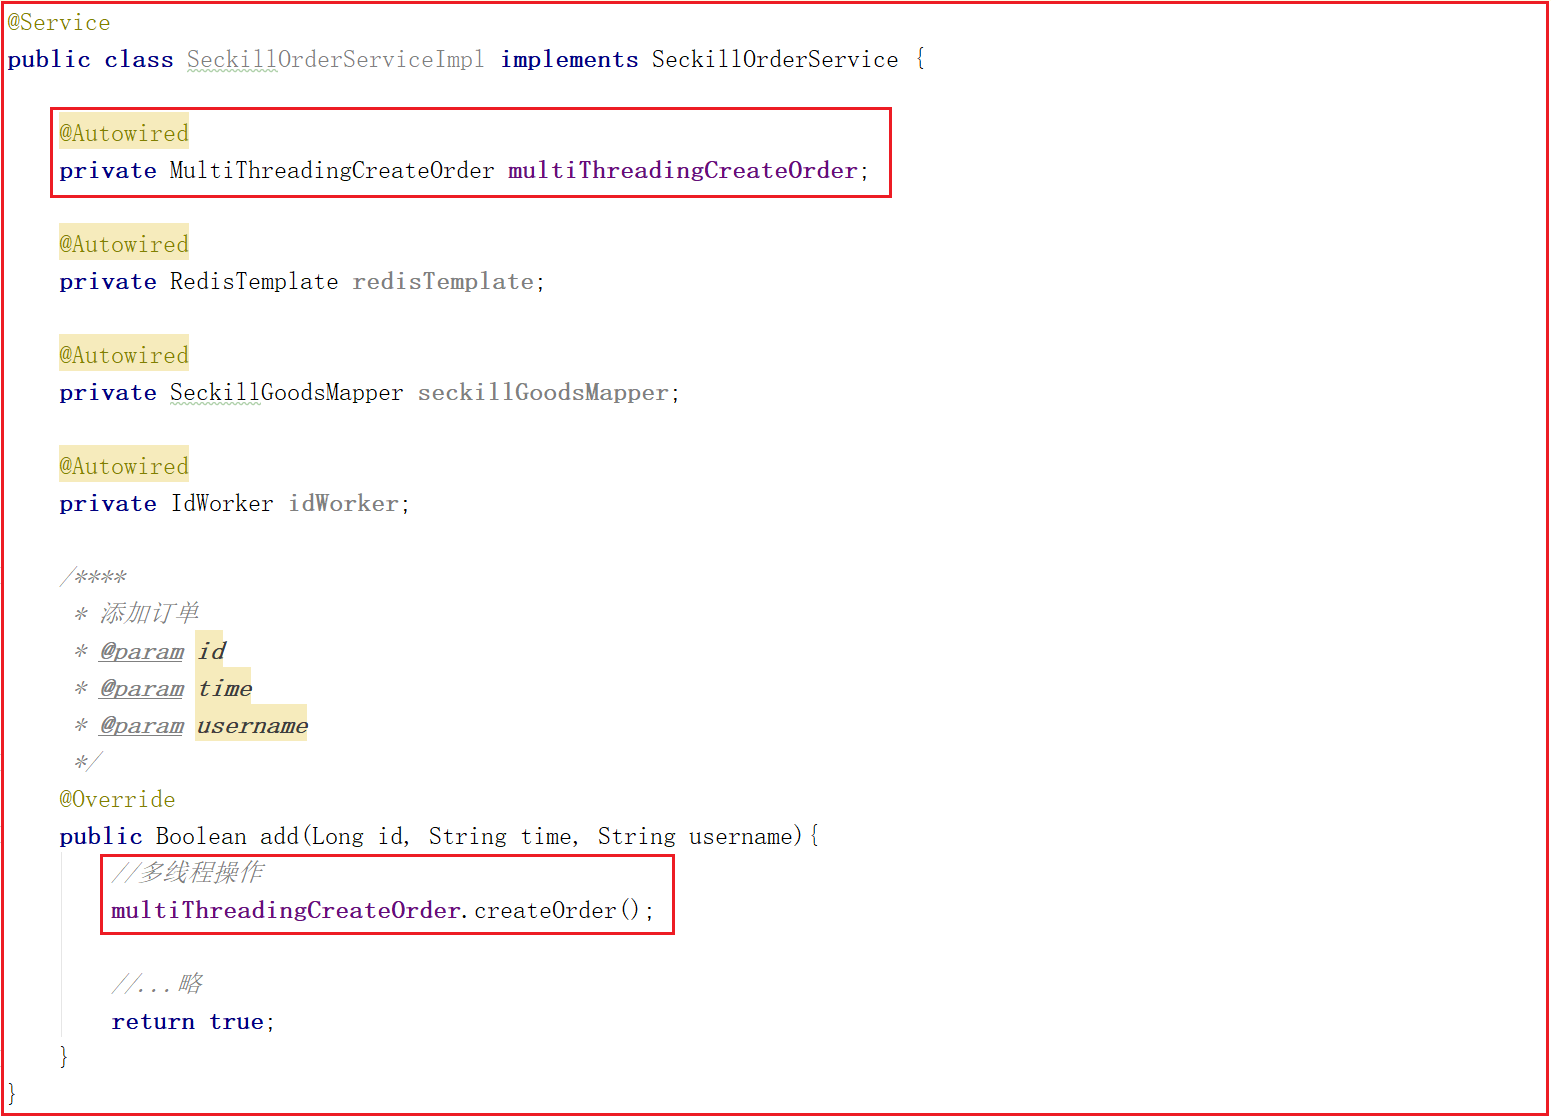 @Service
public class SeckillOrderServiceImpl implements SeckillOrderService {
@Autowired
private MultiThreadingCreateOrder multiThreadingCreateOrder;
@Autowired
private RedisTemplate redisTemplate;
@Autowired
private SeckillGoodsMapper seckillGoodsMapper;
@Autowired
private IdWorker idWorker;
/****
* 添加订单
* @param id
* @param time
* @param username
*/
@Override
public Boolean add(Long id, String time, String username){
//多线程操作
multiThreadingCreateOrder.createOrder();
//...略
return true;
}
}